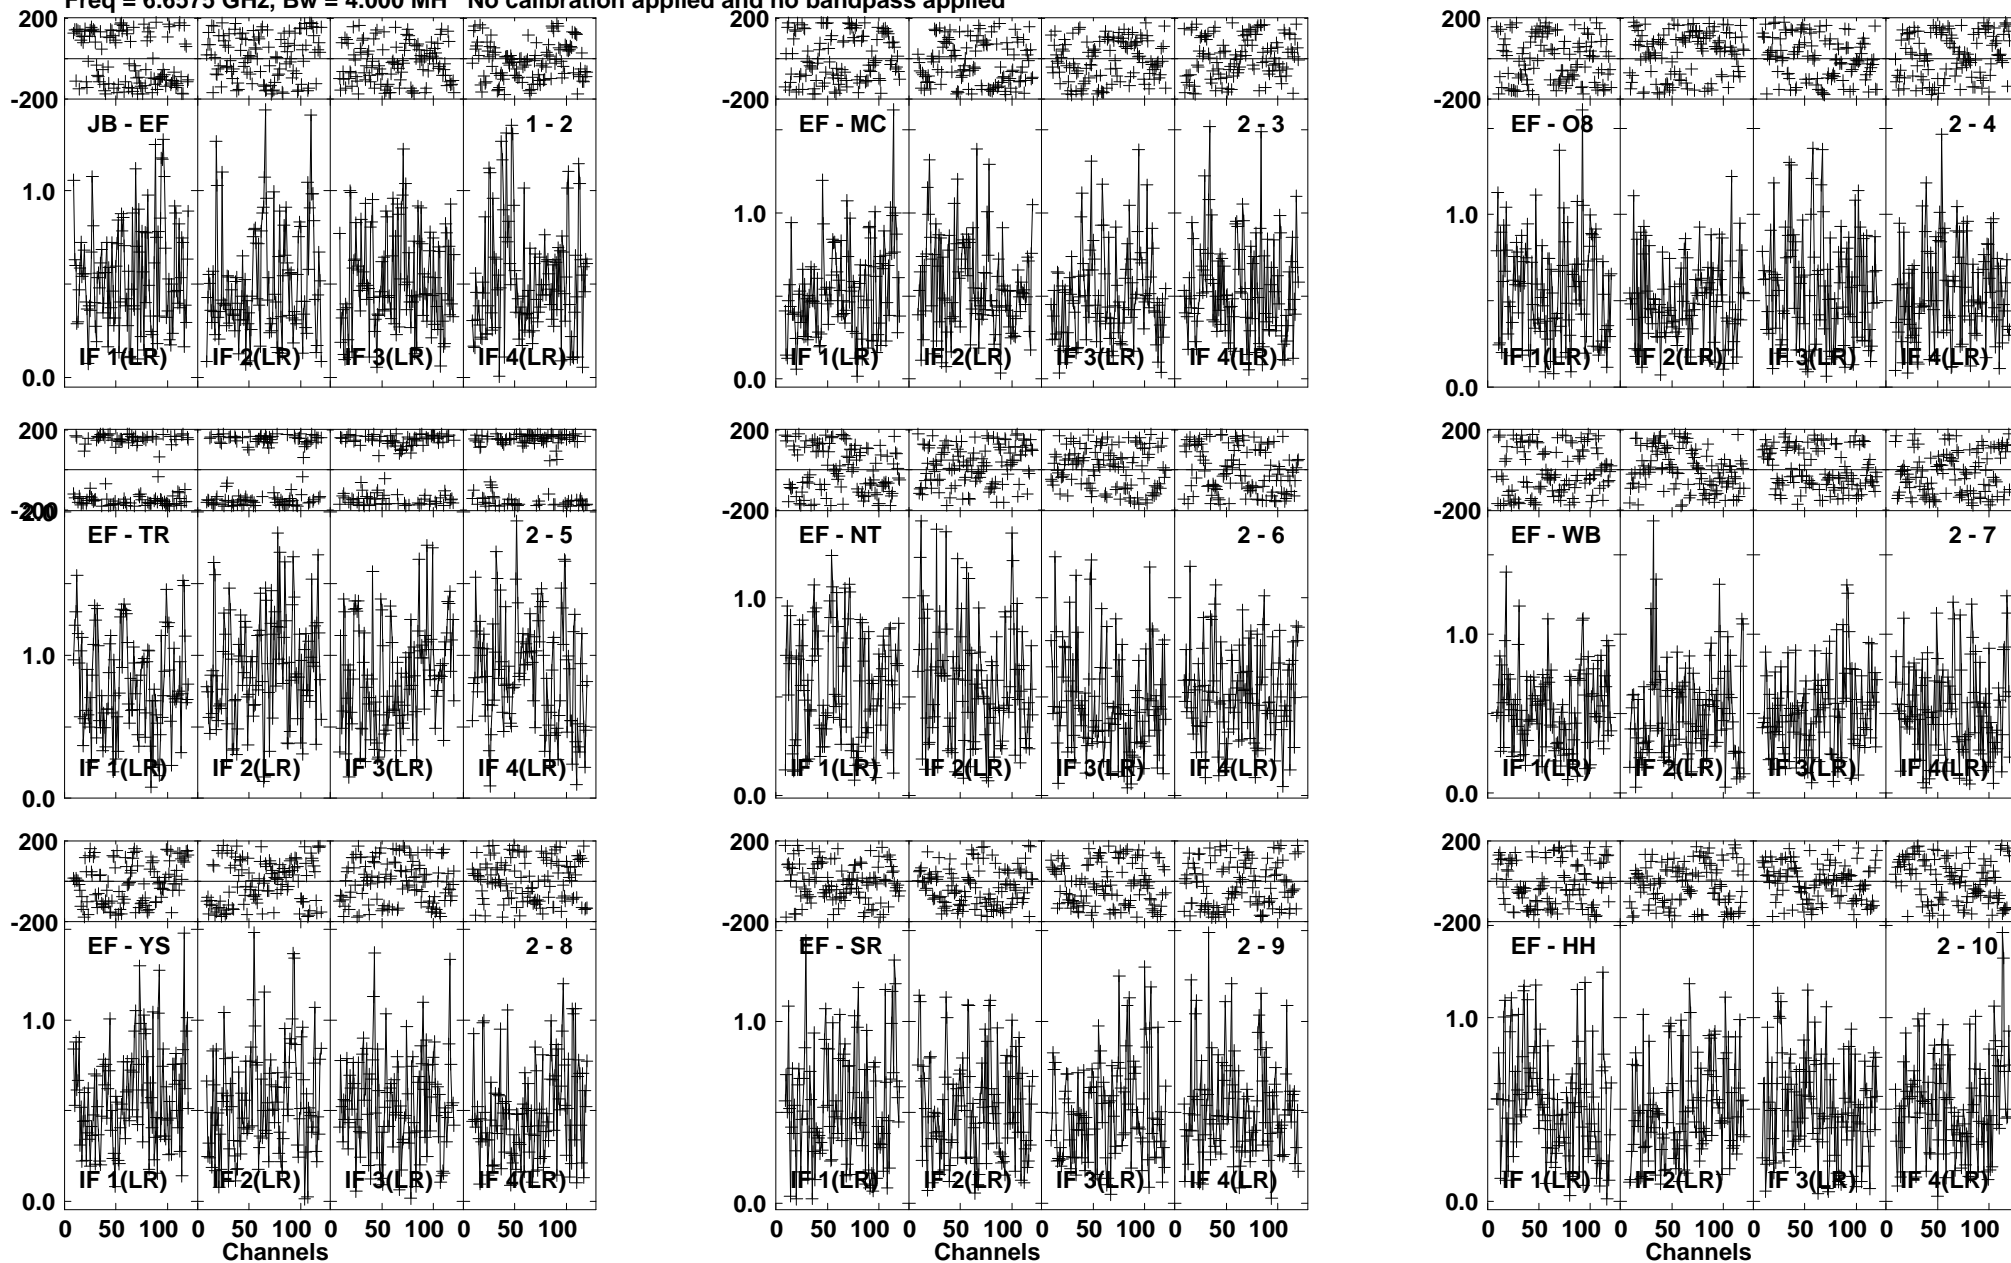 Freq = 6.6575 GHz, Bw = 4.000 MH No calibration applied and no bandpass applied
200 200 200
-200 -200 -200
JB - EF 1 - 2 EF - MC 2 - 3 EF - O8 2 - 4
1.0 1.0 1.0
IF 1(LR) IF 2(LR) IF 3(LR) IF 4(LR) IF 1(LR) IF 2(LR) IF 3(LR) IF 4(LR) IF 1(LR) IF 2(LR) IF 3(LR) IF 4(LR)
0.0 0.0 0.0
200 200 200
-200 -200 -200
2.0
EF - TR 2 - 5 EF - NT 2 - 6 EF - WB 2 - 7
1.0 1.0 1.0
IF 1(LR) IF 2(LR) IF 3(LR) IF 4(LR) IF 1(LR) IF 2(LR) IF 3(LR) IF 4(LR) IF 1(LR) IF 2(LR) IF 3(LR) IF 4(LR)
0.0 0.0 0.0
200 200 200
-200 -200 -200
EF - YS 2 - 8 EF - SR 2 - 9 EF - HH 2 - 10
1.0 1.0 1.0
IF 1(LR) IF 2(LR) IF 3(LR) IF 4(LR) IF 1(LR) IF 2(LR) IF 3(LR) IF 4(LR) IF 1(LR) IF 2(LR) IF 3(LR) IF 4(LR)
0.0 0.0 0.0
0 50 100 0 50 100 0 50 100 0 50 100 0 50 100 0 50 100 0 50 100 0 50 100 0 50 100 0 50 100 0 50 100 0 50 100
Channels Channels Channels